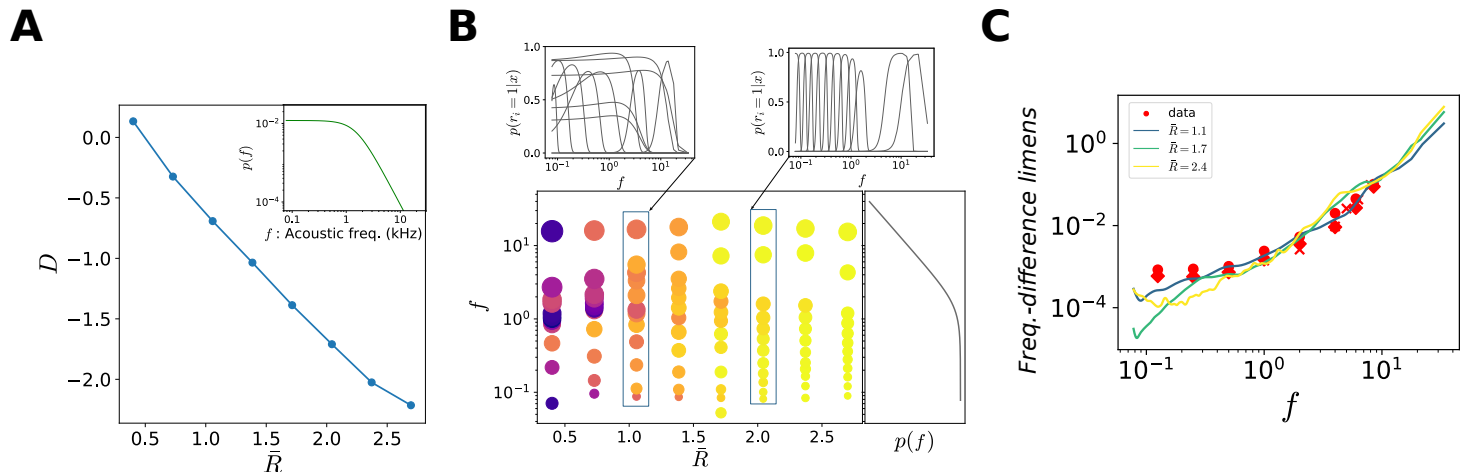 A
0.0
−0.5
−1.0
−1.5
−2.0
D
0.5 1.0 1.5 2.0 2.5
R̄
10⁻²
10⁻⁴
p(f)
0.1 1 10
f : Acoustic freq. (kHz)
B
1.0
0.5
0.0
p(rᵢ = 1|x)
10⁻¹ 10⁰ 10¹
f
1.0
0.5
0.0
p(rᵢ = 1|x)
10⁻¹ 10⁰ 10¹
f
10¹
10⁰
10⁻¹
f
0.5 1.0 1.5 2.0 2.5
R̄
p(f)
C
Freq.-difference limens
10⁰
10⁻²
10⁻⁴
data
R̄ = 1.1
R̄ = 1.7
R̄ = 2.4
10⁻¹ 10⁰ 10¹
f